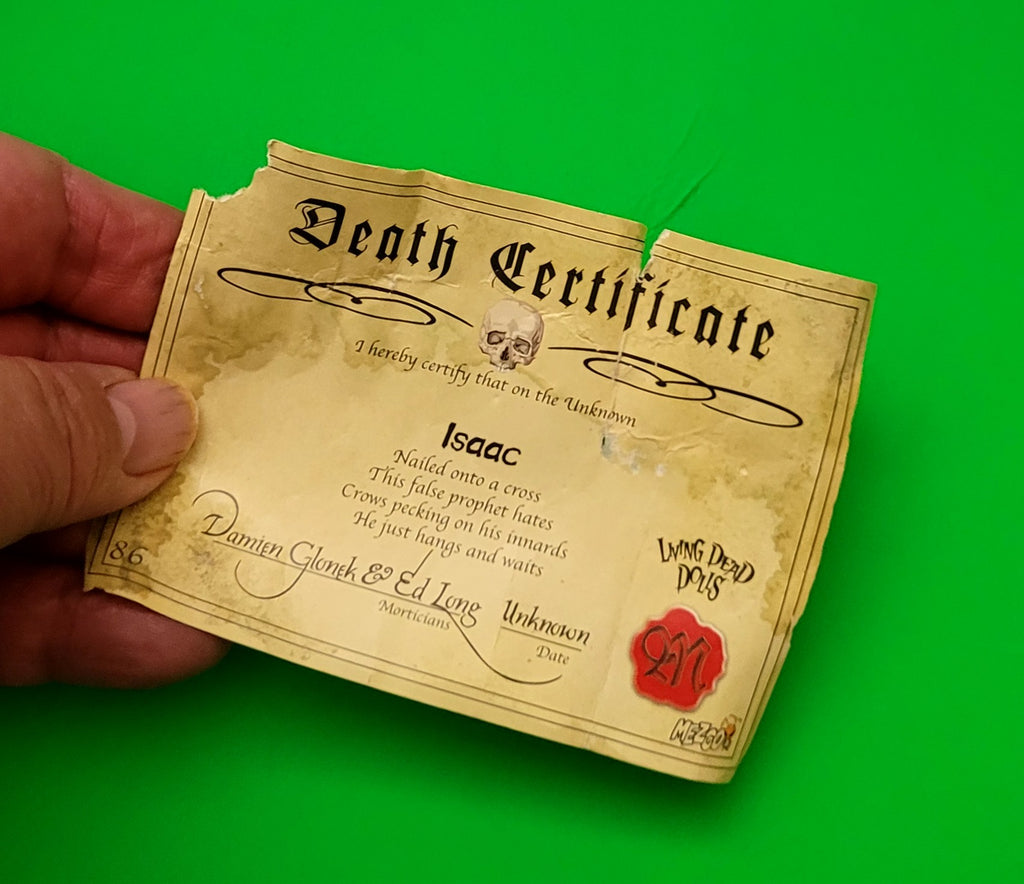 Death Certificate
I hereby certify that on the Unknown
Isaac
Nailed onto a cross
This false prophet hates
Crows pecking on his innards
He just hangs and waits
86
Damien Glonek & Ed Long
Morticians
Unknown
Date
LIVING DEAD
DOLLS
M
MEZCO